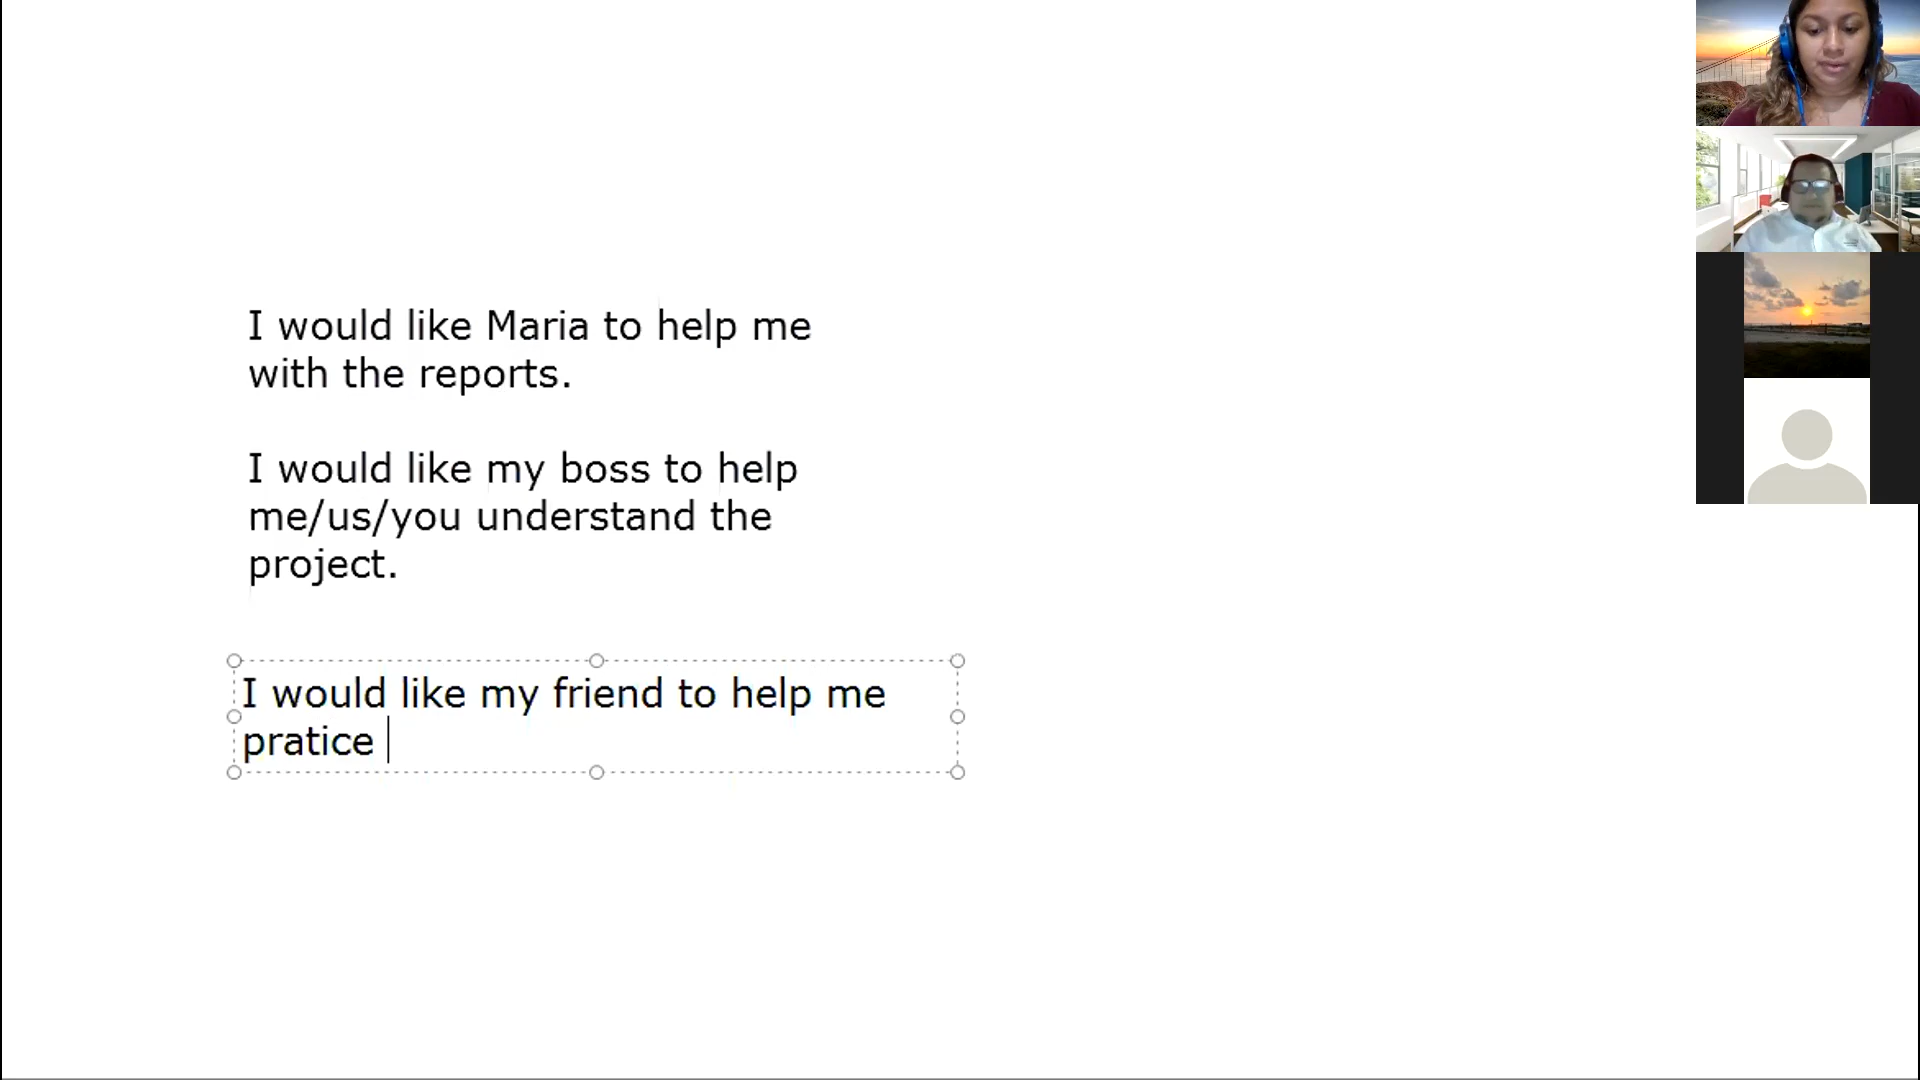 I would like Maria to help me
with the reports.
I would like my boss to help
me/us/you understand the
project.
I would like my friend to help me
pratice